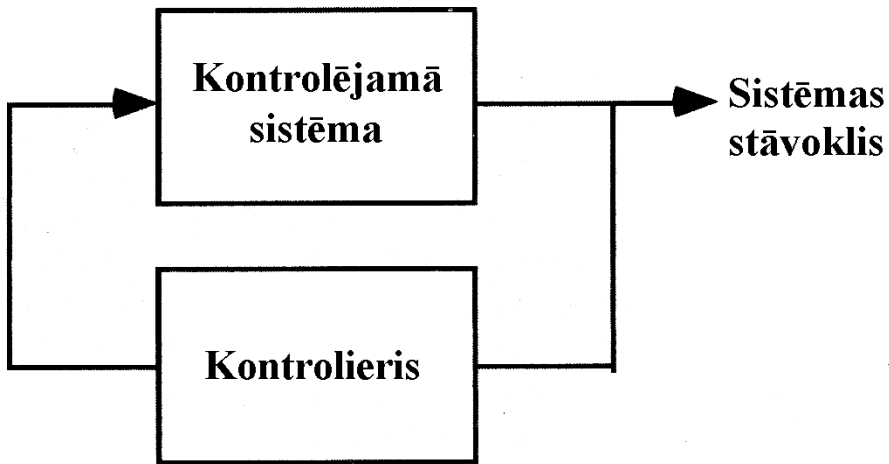 Kontrolējamā
sistēma
Sistēmas
stāvoklis
Kontrolieris